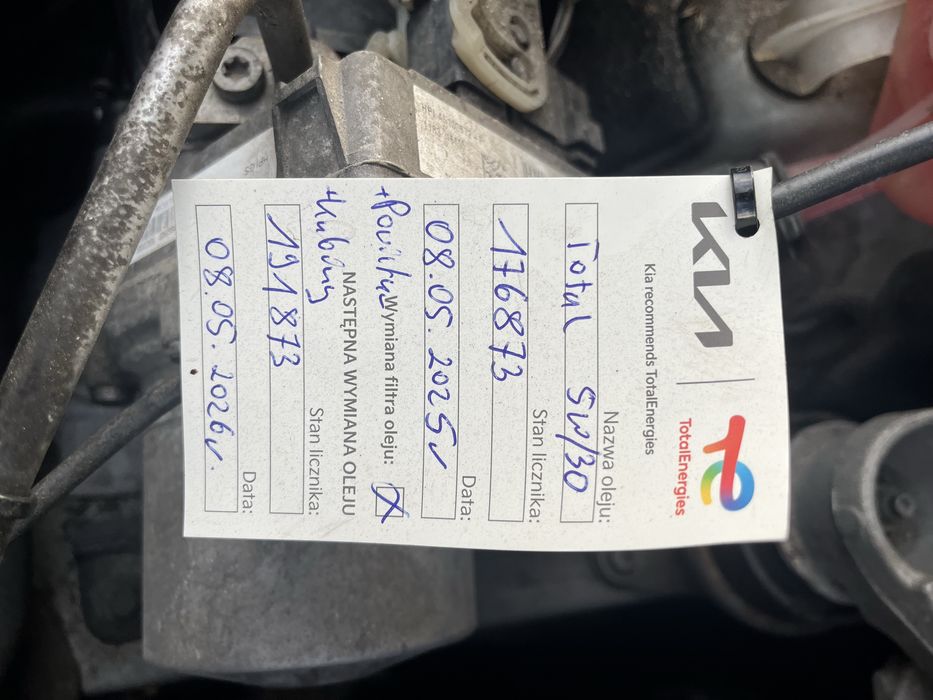 KIA
TotalEnergies
Kia recommends TotalEnergies
Nazwa oleju:
Total 5W/30
Stan licznika:
176873
Data:
08.05.2025r
Wymiana filtra oleju: X
NASTĘPNA WYMIANA OLEJU
Stan licznika:
191873
Data:
08.05.2026r.